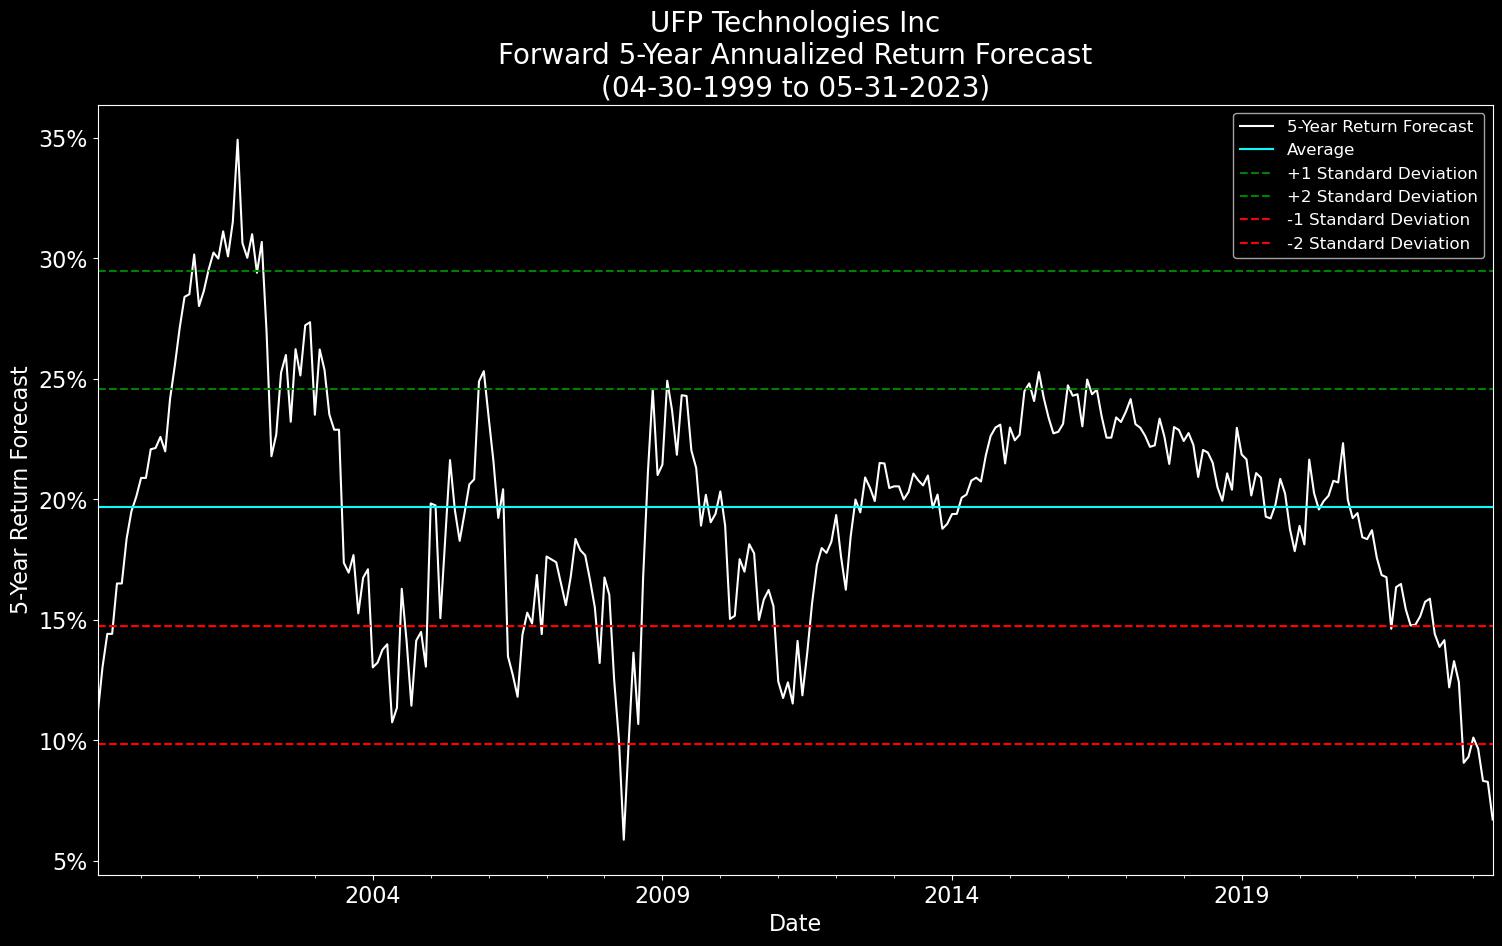 UFP Technologies Inc
Forward 5-Year Annualized Return Forecast
(04-30-1999 to 05-31-2023)
5-Year Return Forecast
35%
30%
25%
20%
15%
10%
5%
5-Year Return Forecast
Average
+1 Standard Deviation
+2 Standard Deviation
-1 Standard Deviation
-2 Standard Deviation
2004
2009
2014
2019
Date